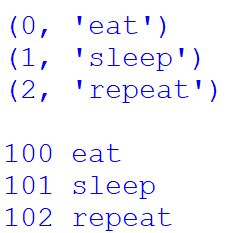 (0, 'eat')
(1, 'sleep')
(2, 'repeat')
100 eat
101 sleep
102 repeat